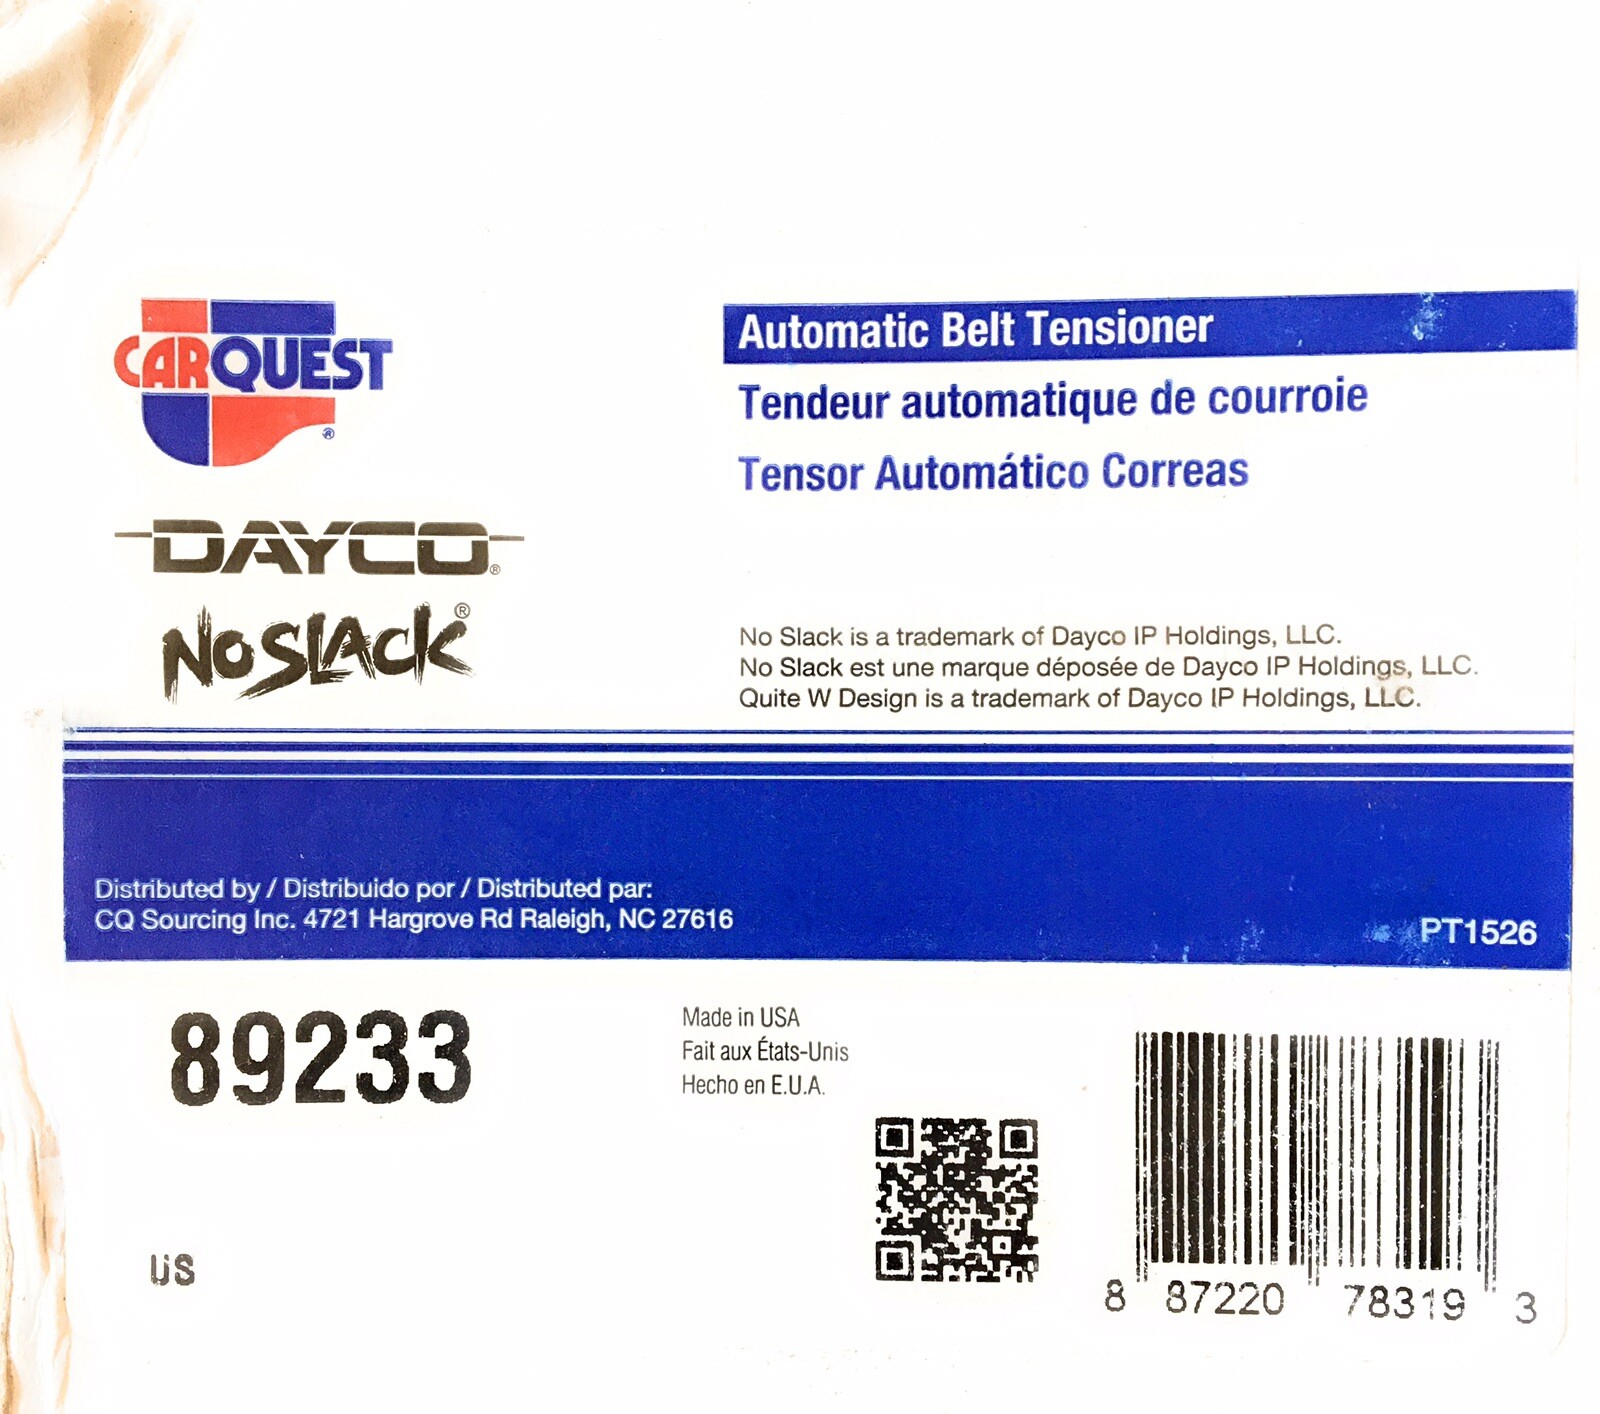 CARQUEST®
DAYCO®
No SLACK®
Automatic Belt Tensioner
Tendeur automatique de courroie
Tensor Automático Correas
No Slack is a trademark of Dayco IP Holdings, LLC.
No Slack est une marque déposée de Dayco IP Holdings, LLC.
Quite W Design is a trademark of Dayco IP Holdings, LLC.
Distributed by / Distribuido por / Distributed par:
CQ Sourcing Inc. 4721 Hargrove Rd Raleigh, NC 27616
PT1526
89233
Made in USA
Fait aux États-Unis
Hecho en E.U.A.
US
8 87220 78319 3